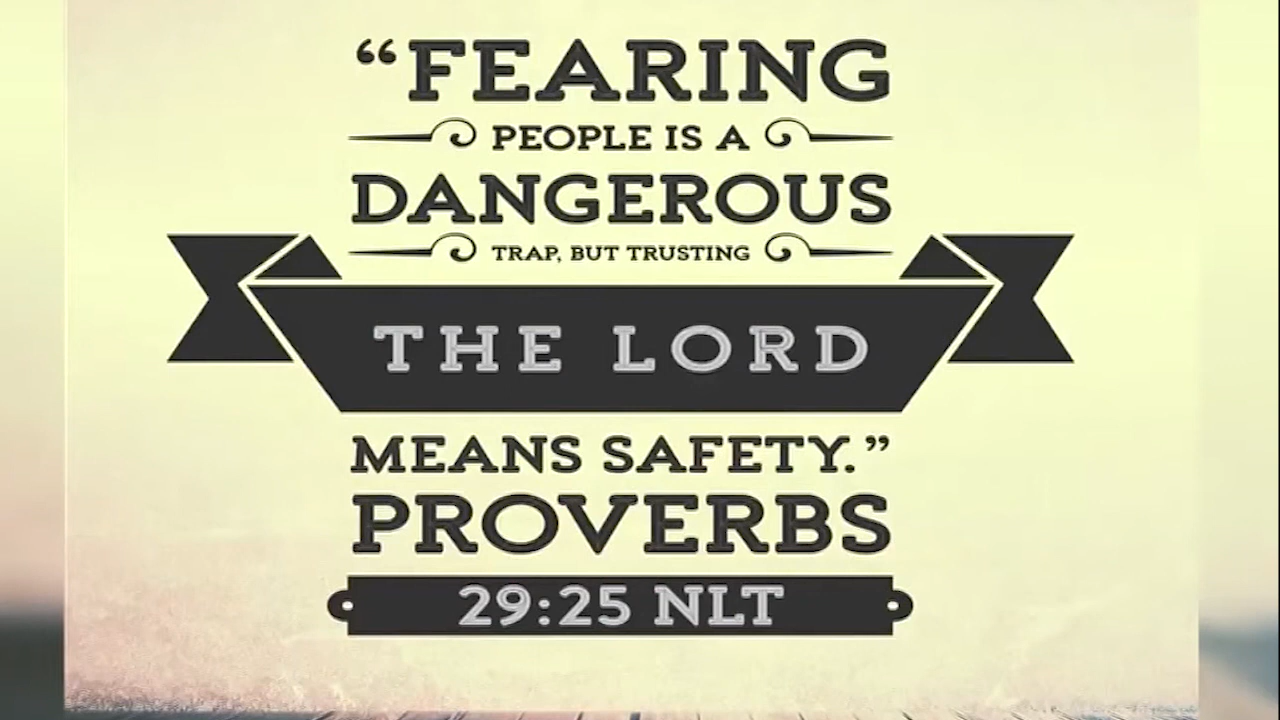 “FEARING
PEOPLE IS A
DANGEROUS
TRAP, BUT TRUSTING
THE LORD
MEANS SAFETY.”
PROVERBS
29:25 NLT